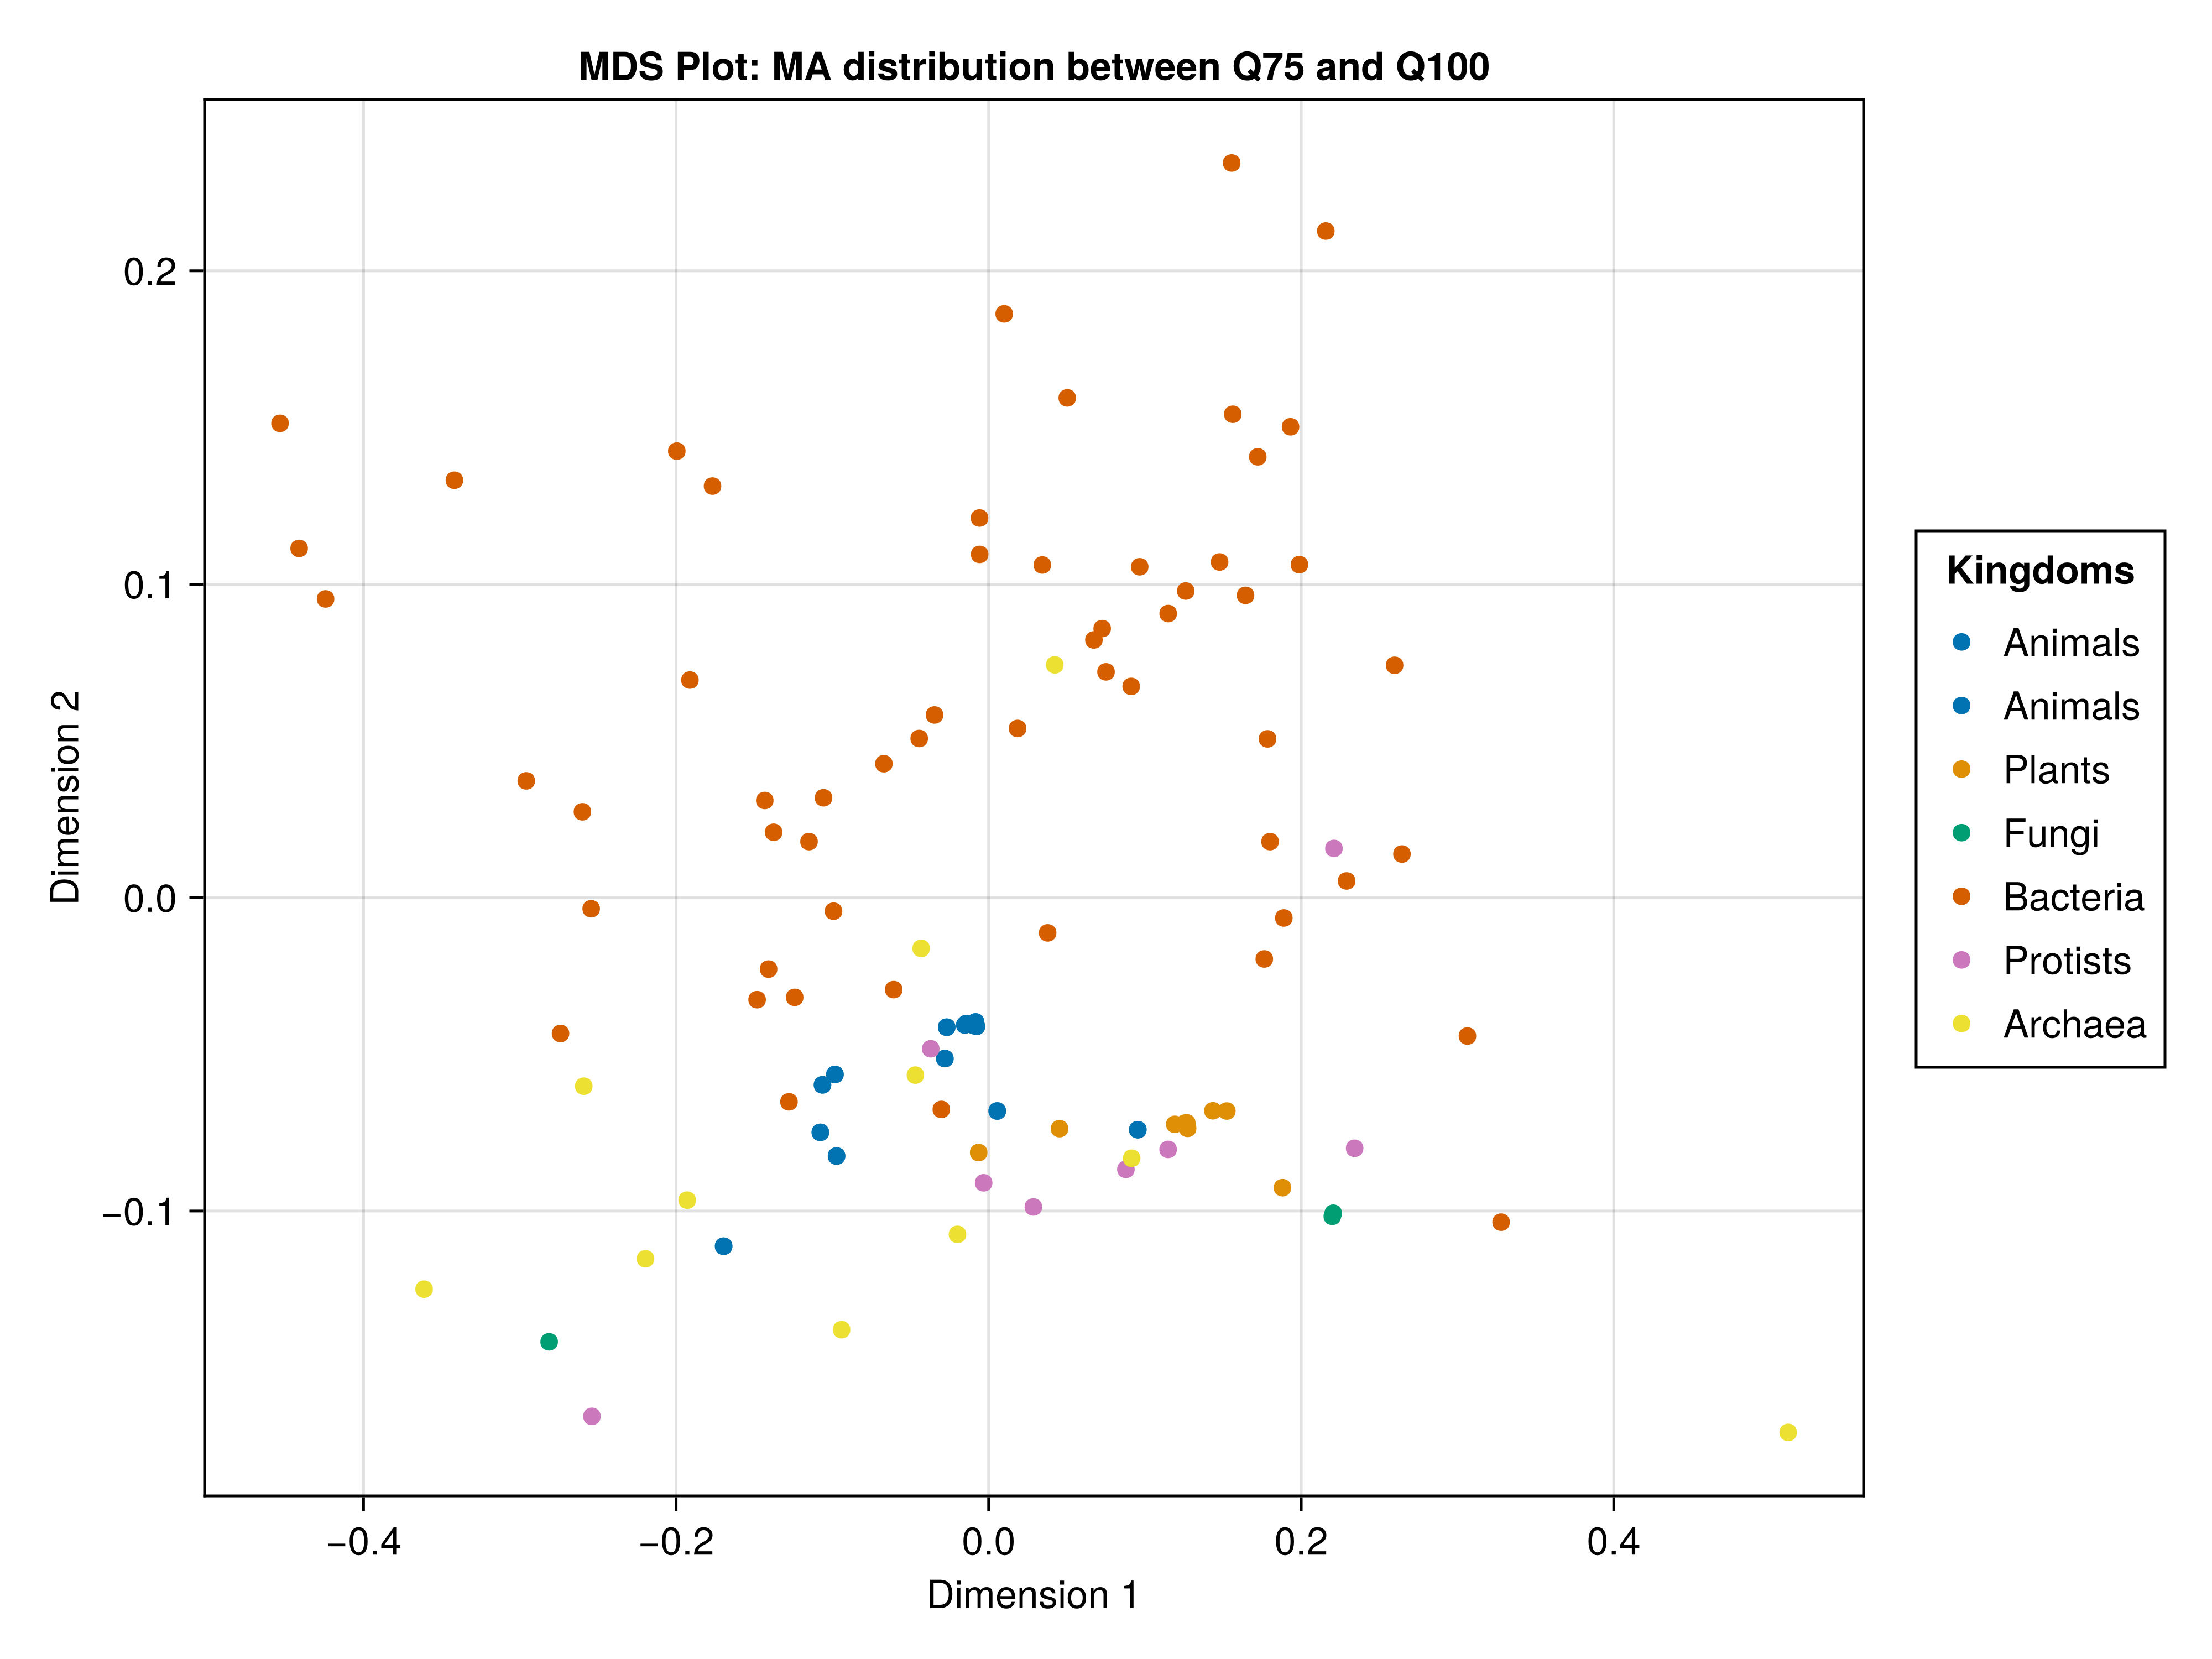 MDS Plot: MA distribution between Q75 and Q100
0.2
0.1
0.0
−0.1
Dimension 2
−0.4
−0.2
0.0
0.2
0.4
Dimension 1
Kingdoms
Animals
Animals
Plants
Fungi
Bacteria
Protists
Archaea